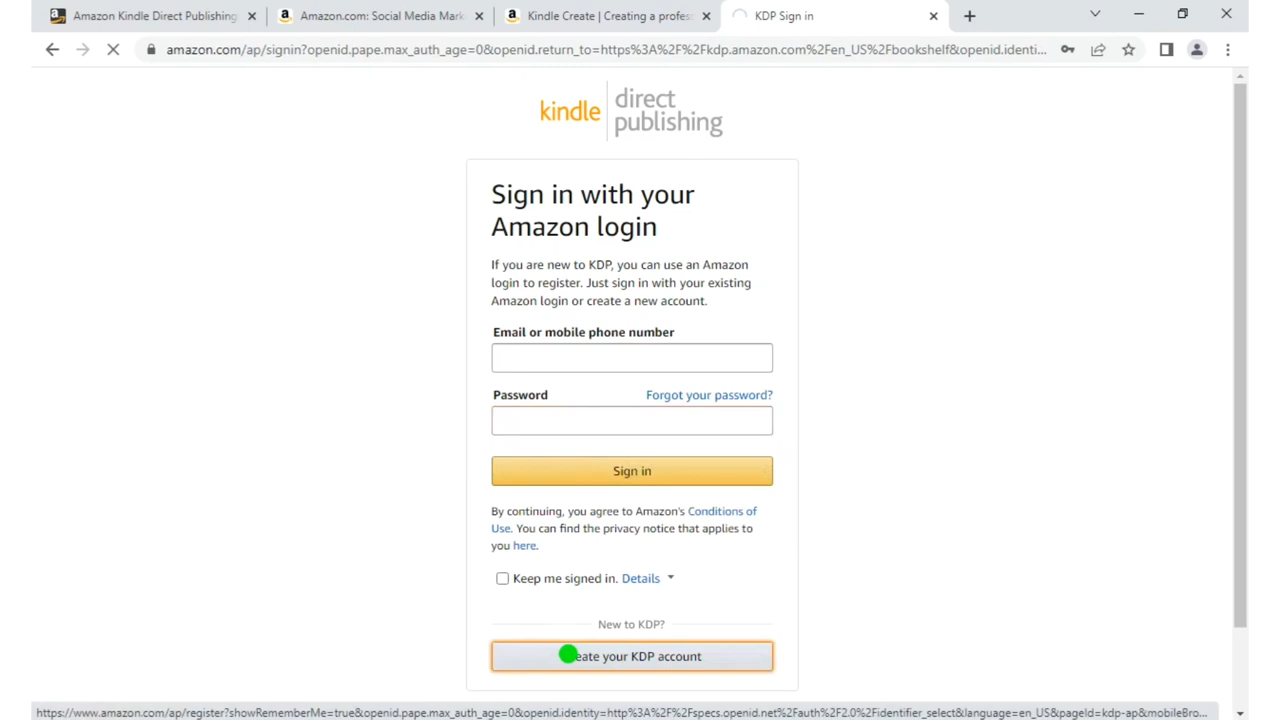 Amazon Kindle Direct Publishing
Amazon.com: Social Media Mark
Kindle Create | Creating a profes
KDP Sign in
amazon.com/ap/signin?openid.pape.max_auth_age=0&openid.return_to=https%3A%2F%2Fkdp.amazon.com%2Fen_US%2Fbookshelf&openid.identi...
kindle
direct
publishing
Sign in with your
Amazon login
If you are new to KDP, you can use an Amazon
login to register. Just sign in with your existing
Amazon login or create a new account.
Email or mobile phone number
Password
Forgot your password?
Sign in
By continuing, you agree to Amazon's Conditions of
Use. You can find the privacy notice that applies to
you here.
Keep me signed in. Details
New to KDP?
eate your KDP account
https://www.amazon.com/ap/register?showRememberMe=true&openid.pape.max_auth_age=0&openid.identity=http%3A%2F%2Fspecs.openid.net%2Fauth%2F2.0%2Fidentifier_select&language=en_US&pageId=kdp-ap&mobileBro...